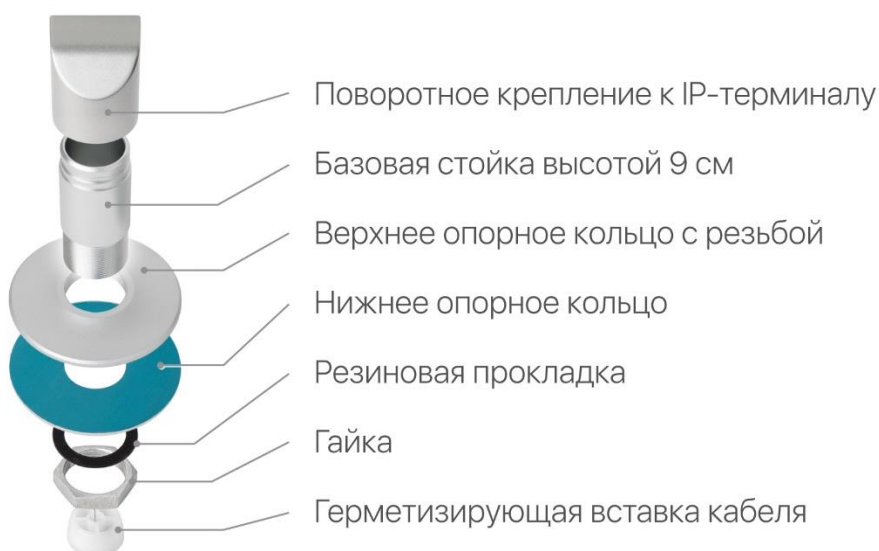 Поворотное крепление к IP-терминалу
Базовая стойка высотой 9 см
Верхнее опорное кольцо с резьбой
Нижнее опорное кольцо
Резиновая прокладка
Гайка
Герметизирующая вставка кабеля